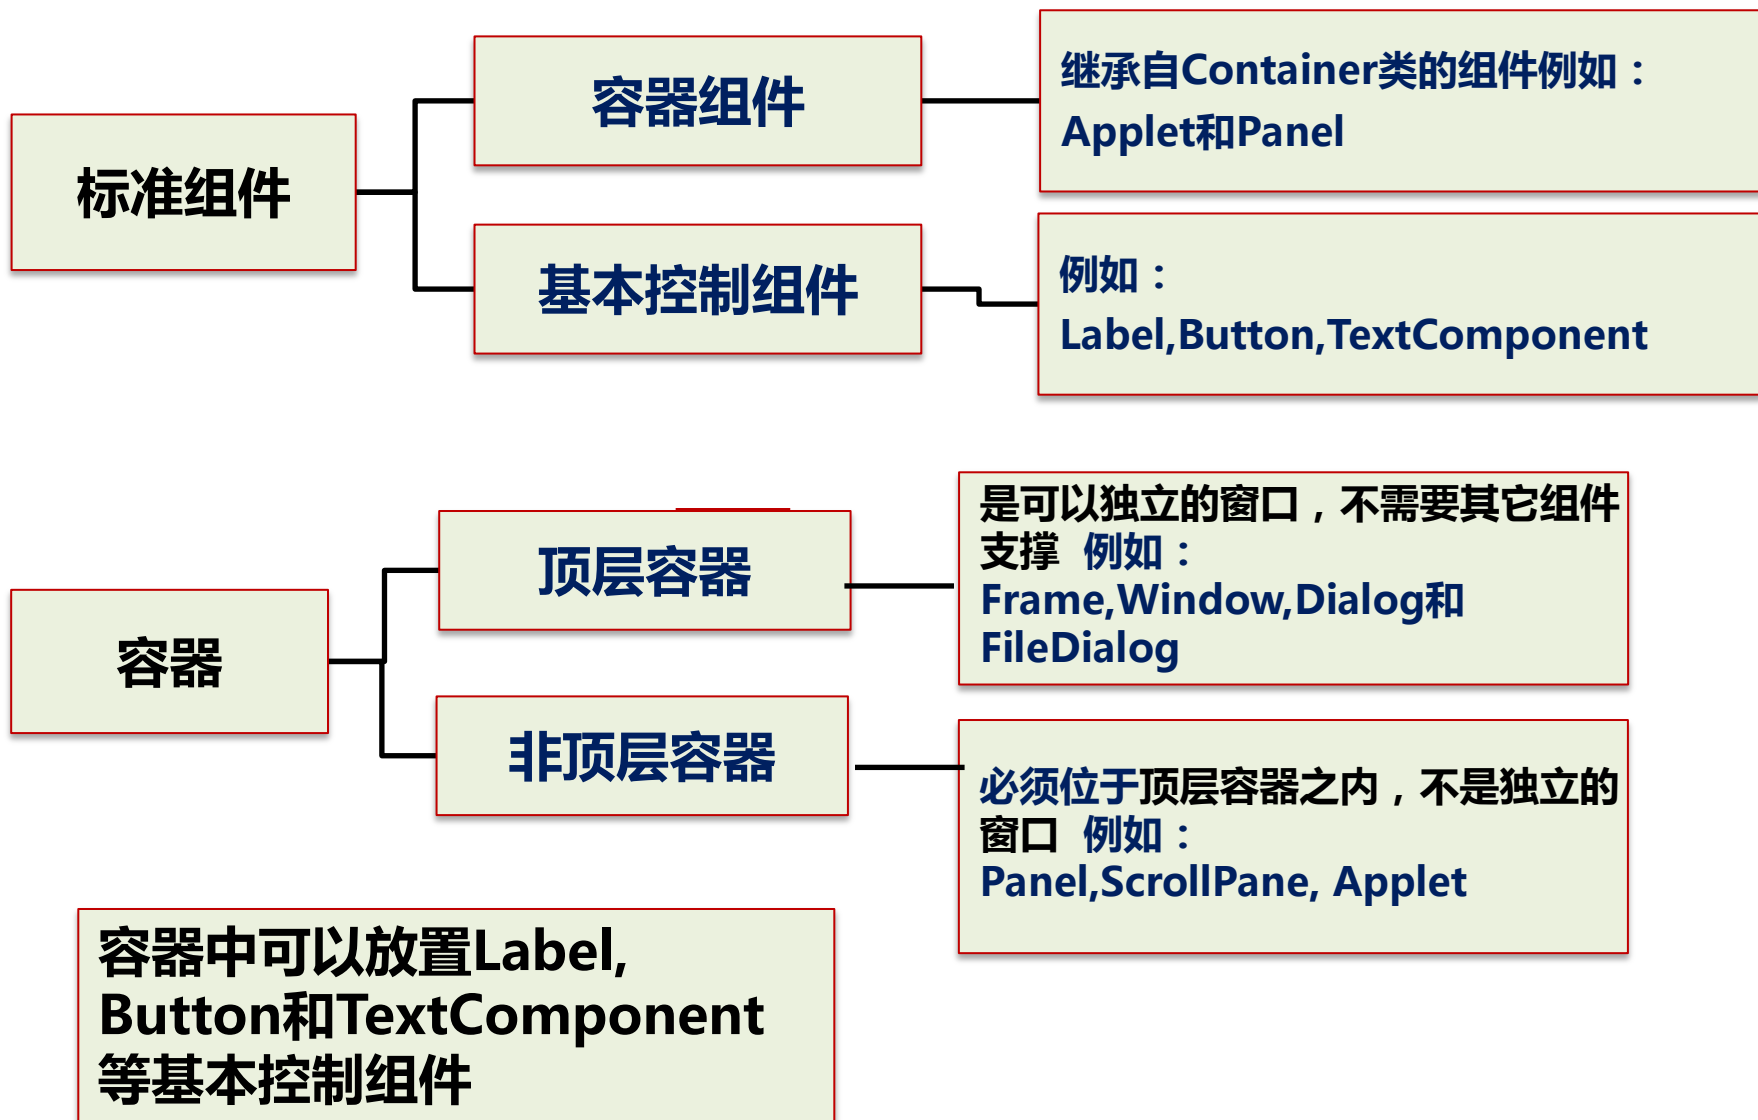 标准组件
容器组件
继承自Container类的组件例如：
Applet和Panel
基本控制组件
例如：
Label,Button,TextComponent
容器
顶层容器
是可以独立的窗口，不需要其它组件
支撑 例如：
Frame,Window,Dialog和
FileDialog
非顶层容器
必须位于顶层容器之内，不是独立的
窗口 例如：
Panel,ScrollPane, Applet
容器中可以放置Label,
Button和TextComponent
等基本控制组件